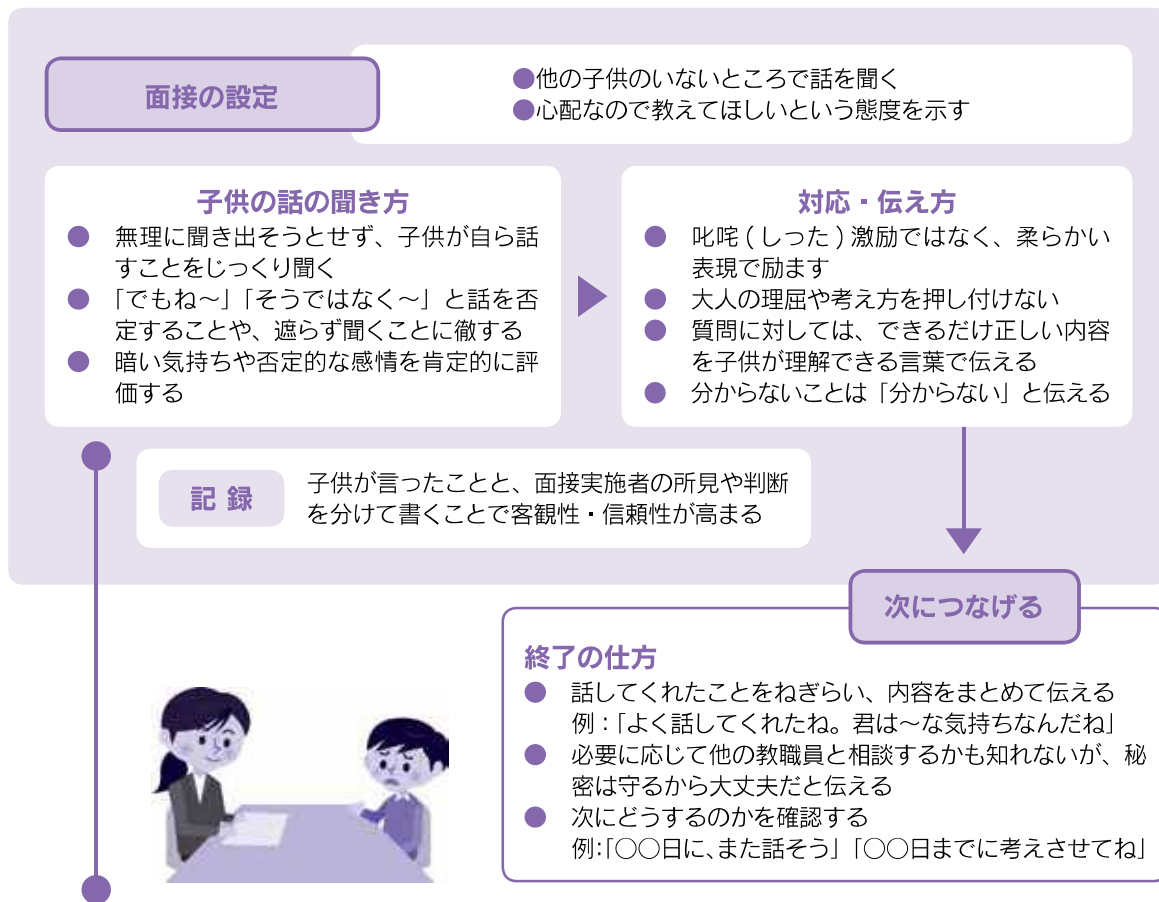 面接の設定
●他の子供のいないところで話を聞く
●心配なので教えてほしいという態度を示す
子供の話の聞き方
● 無理に聞き出そうとせず、子供が自ら話
すことをじっくり聞く
● 「でもね～」「そうではなく～」と話を否
定することや、遮らず聞くことに徹する
● 暗い気持ちや否定的な感情を肯定的に評
価する
対応・伝え方
● 叱咤(しった)激励ではなく、柔らかい
表現で励ます
● 大人の理屈や考え方を押し付けない
● 質問に対しては、できるだけ正しい内容
を子供が理解できる言葉で伝える
● 分からないことは「分からない」と伝える
記 録
子供が言ったことと、面接実施者の所見や判断
を分けて書くことで客観性・信頼性が高まる
次につなげる
終了の仕方
● 話してくれたことをねぎらい、内容をまとめて伝える
例：「よく話してくれたね。君は～な気持ちなんだね」
● 必要に応じて他の教職員と相談するかも知れないが、秘
密は守るから大丈夫だと伝える
● 次にどうするのかを確認する
例：「○○日に、また話そう」「○○日までに考えさせてね」